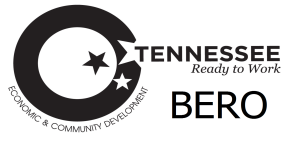 TENNESSEE
Ready to Work
ECONOMIC & COMMUNITY DEVELOPMENT
BERO